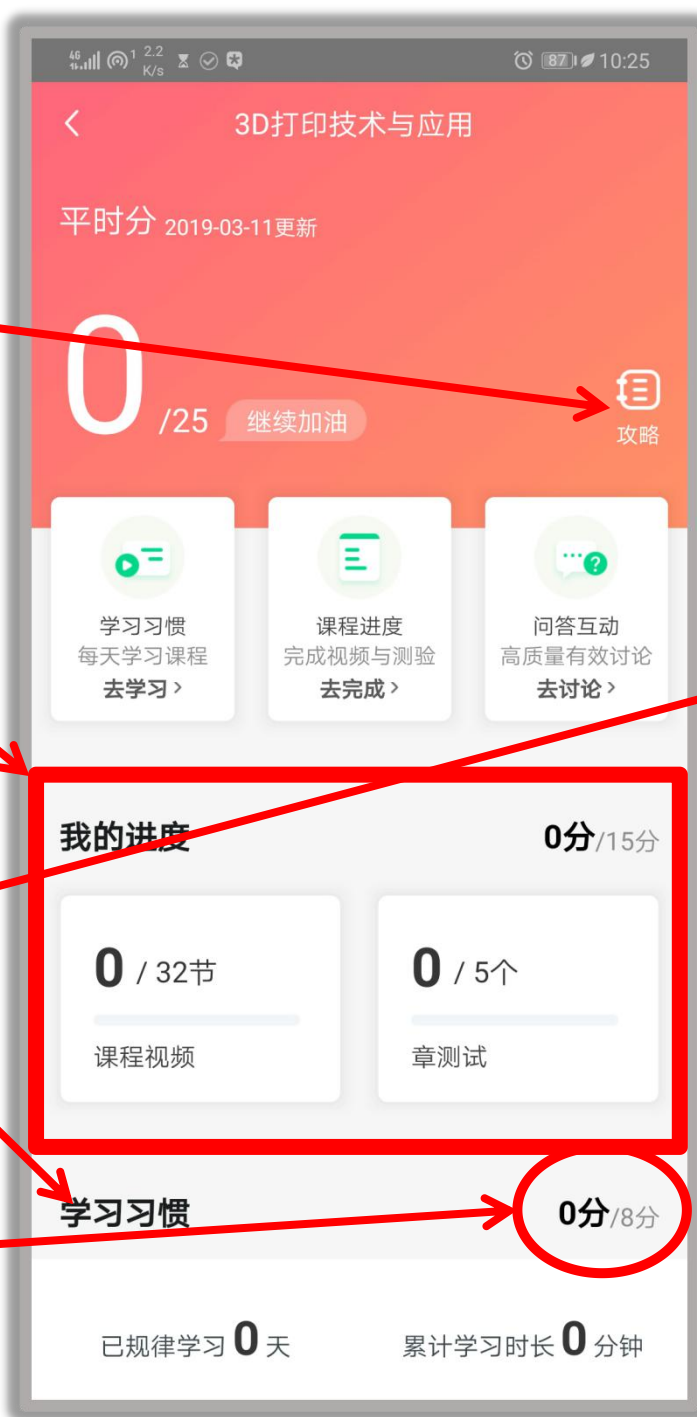 4G 1 2.2 K/s 87 10:25
3D打印技术与应用
平时分 2019-03-11更新
0 /25 继续加油
攻略
学习习惯 课程进度 问答互动
每天学习课程 完成视频与测验 高质量有效讨论
去学习> 去完成> 去讨论>
我的进度 0分/15分
0 / 32节 0 / 5个
课程视频 章测试
学习习惯 0分/8分
已规律学习 0 天 累计学习时长 0 分钟